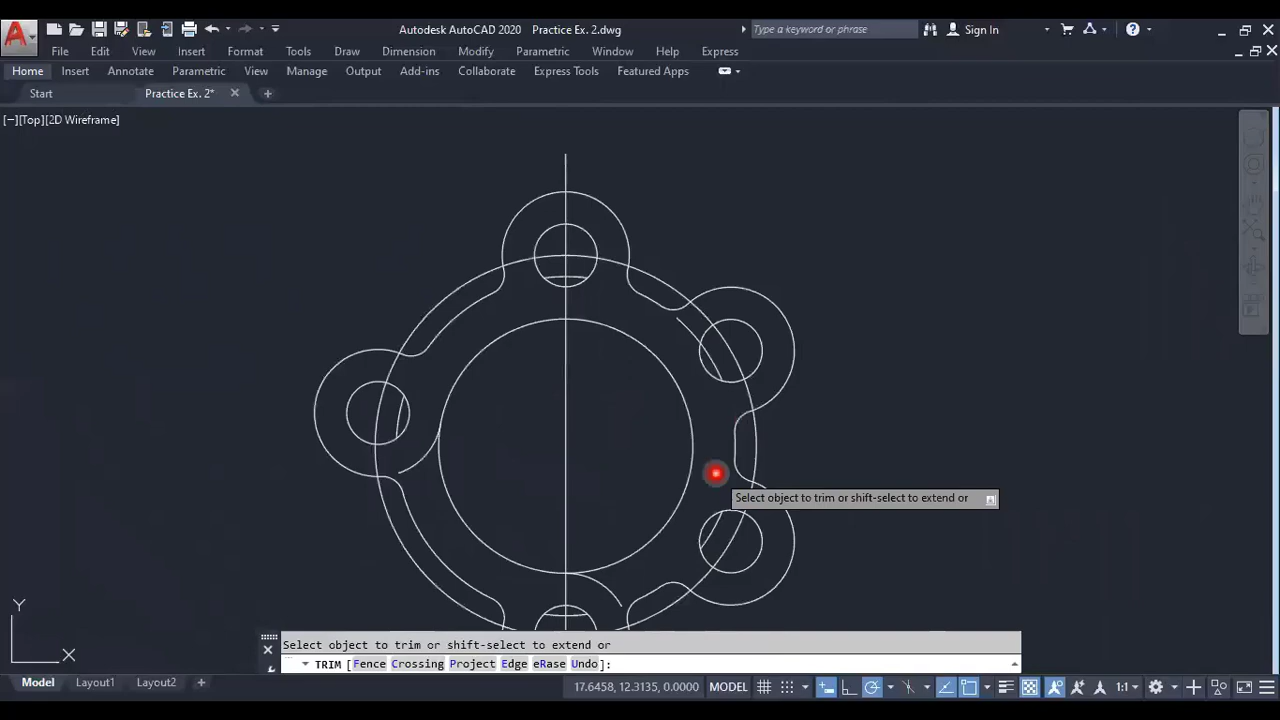 Autodesk AutoCAD 2020 Practice Ex. 2.dwg Type a keyword or phrase Sign In
File Edit View Insert Format Tools Draw Dimension Modify Parametric Window Help Express
Home Insert Annotate Parametric View Manage Output Add-ins Collaborate Express Tools Featured Apps
Start Practice Ex. 2*
[−][Top][2D Wireframe]
Select object to trim or shift-select to extend or
Y
X
Select object to trim or shift-select to extend or
TRIM [Fence Crossing Project Edge eRase Undo]:
Model Layout1 Layout2 17.6458, 12.3135, 0.0000 MODEL 1:1